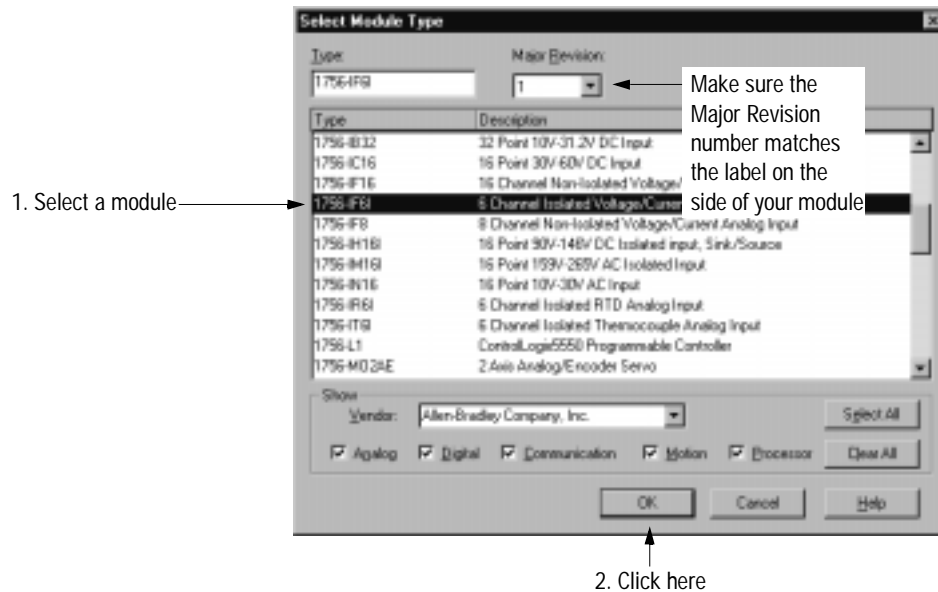 Select Module Type
Type:
Major Revision:
1756-IF6I
1
Make sure the
Major Revision
number matches
the label on the
side of your module
Type Description
1756-IB32 32 Point 10V-31.2V DC Input
1756-IC16 16 Point 30V-60V DC Input
1756-IF16 16 Channel Non-Isolated Voltage/
1. Select a module
1756-IF6I 6 Channel Isolated Voltage/Curren
1756-IF8 8 Channel Non-Isolated Voltage/Current Analog Input
1756-IH16I 16 Point 90V-146V DC Isolated input, Sink/Source
1756-IM16I 16 Point 159V-265V AC Isolated Input
1756-IN16 16 Point 10V-30V AC Input
1756-IR6I 6 Channel Isolated RTD Analog Input
1756-IT6I 6 Channel Isolated Thermocouple Analog Input
1756-L1 ControlLogix5550 Programmable Controller
1756-M02AE 2 Axis Analog/Encoder Servo
Show
Vendor: Allen-Bradley Company, Inc.
Select All
Analog Digital Communication Motion Processor
Clear All
OK Cancel Help
2. Click here